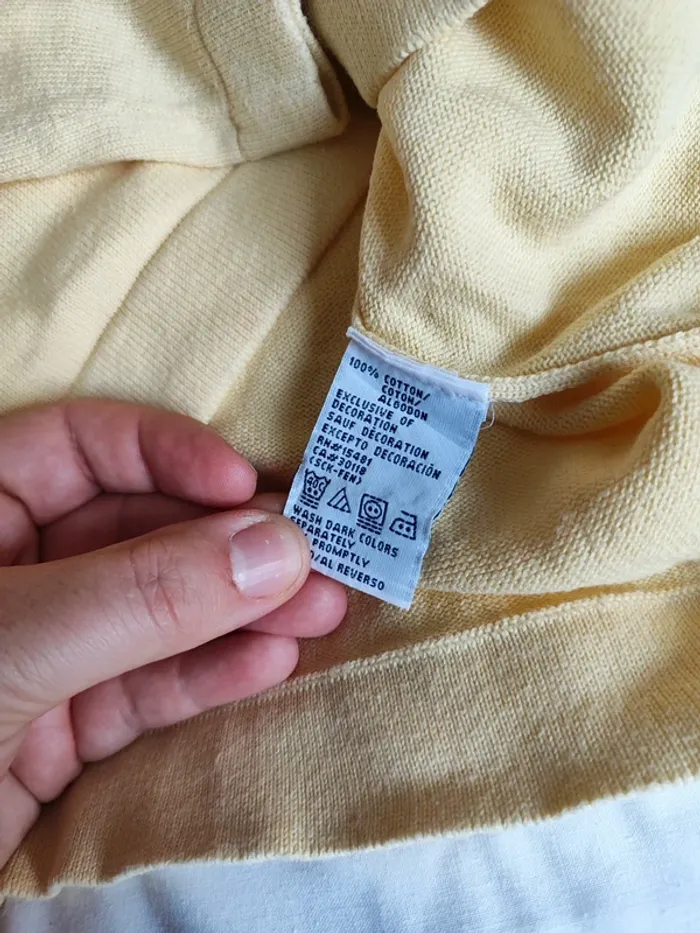 100% COTTON/
COTON/
ALGODON
EXCLUSIVE OF
DECORATION
SAUF DÉCORATION
EXCEPTO DECORACIÓN
RN#15481
CA#30118
(SCK-FEN)
WASH DARK COLORS
SEPARATELY
PROMPTLY
/AL REVERSO